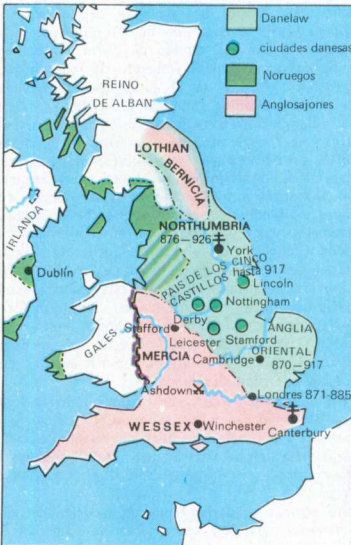 Danelaw
ciudades danesas
Noruegos
Anglosajones
REINO
DE ALBAN
LOTHIAN
BERNICIA
IRLANDA
NORTHUMBRIA
876-926
York
PAIS DE LOS CINCO
CASTILLOS hasta 917
Lincoln
Dublín
Nottingham
Derby
Stafford
Leicester
Stamford
ANGLIA
ORIENTAL
870-917
GALES
MERCIA
Cambridge
Ashdown
Londres 871-885
WESSEX
Winchester
Canterbury